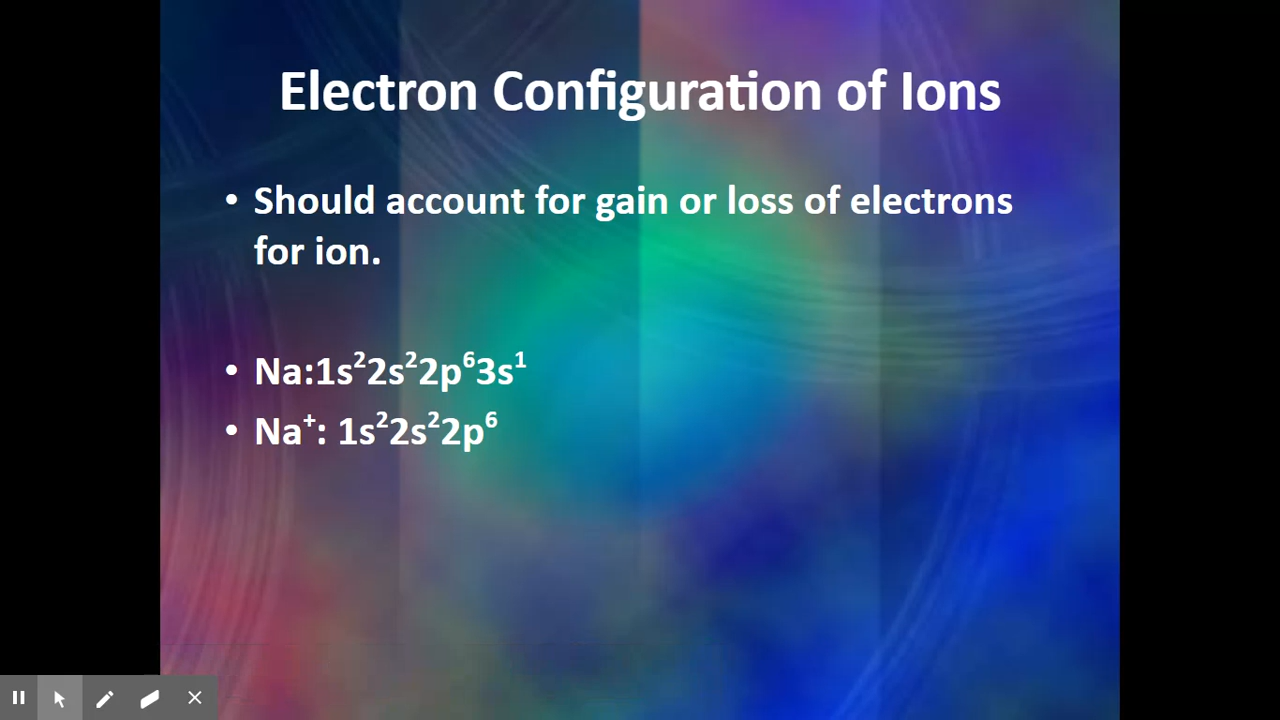 Electron Configuration of Ions
• Should account for gain or loss of electrons
for ion.
• Na:1s²2s²2p⁶3s¹
• Na⁺: 1s²2s²2p⁶